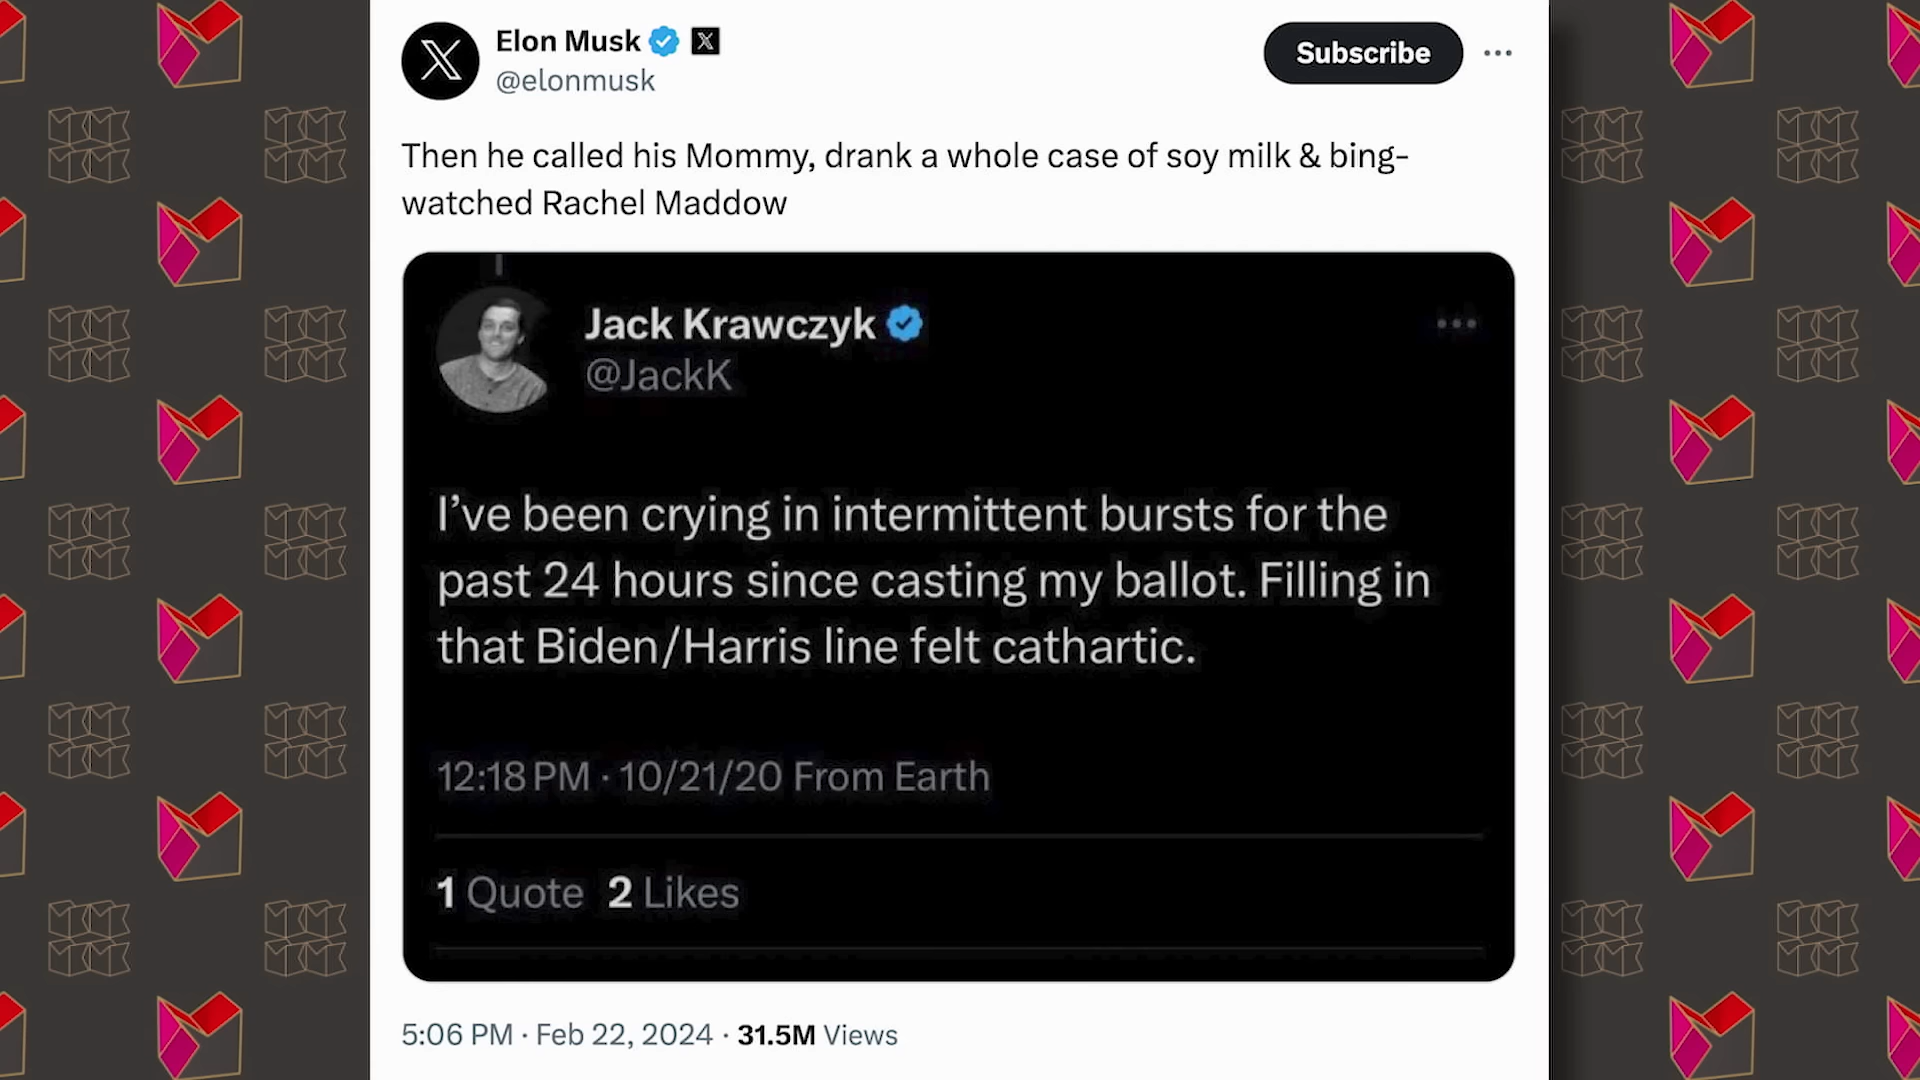 Elon Musk
@elonmusk
Subscribe
Then he called his Mommy, drank a whole case of soy milk & bing-
watched Rachel Maddow
Jack Krawczyk
@JackK
I’ve been crying in intermittent bursts for the
past 24 hours since casting my ballot. Filling in
that Biden/Harris line felt cathartic.
12:18 PM · 10/21/20 From Earth
1 Quote 2 Likes
5:06 PM · Feb 22, 2024 · 31.5M Views